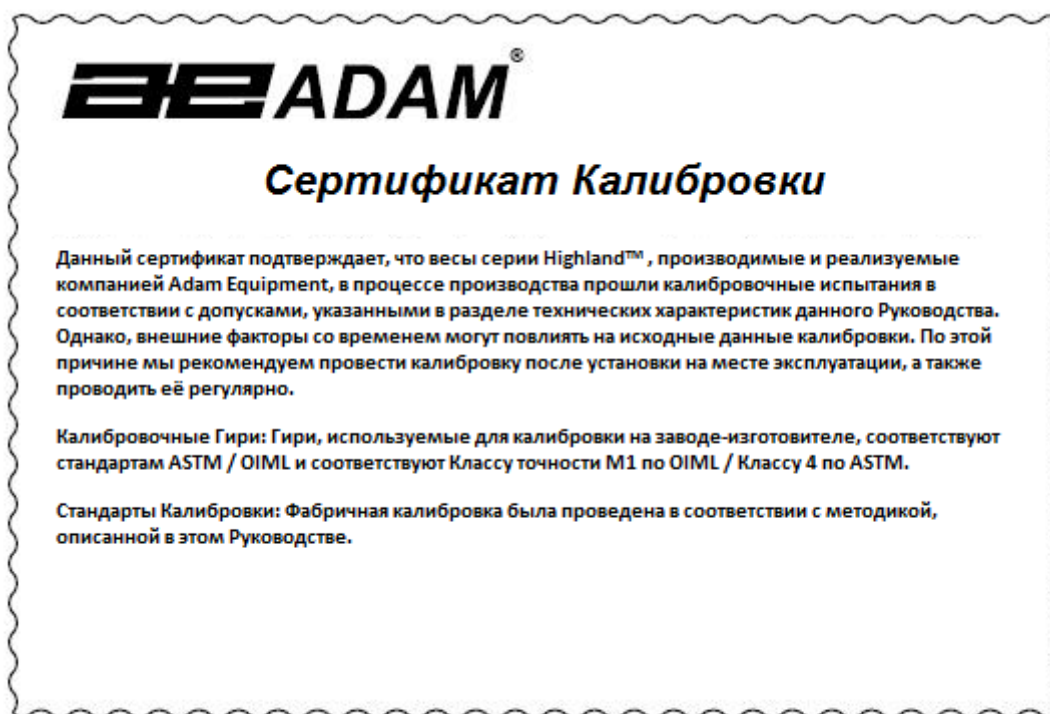 ae ADAM®
Сертификат Калибровки
Данный сертификат подтверждает, что весы серии Highland™ , производимые и реализуемые
компанией Adam Equipment, в процессе производства прошли калибровочные испытания в
соответствии с допусками, указанными в разделе технических характеристик данного Руководства.
Однако, внешние факторы со временем могут повлиять на исходные данные калибровки. По этой
причине мы рекомендуем провести калибровку после установки на месте эксплуатации, а также
проводить её регулярно.
Калибровочные Гири: Гири, используемые для калибровки на заводе-изготовителе, соответствуют
стандартам ASTM / OIML и соответствуют Классу точности M1 по OIML / Классу 4 по ASTM.
Стандарты Калибровки: Фабричная калибровка была проведена в соответствии с методикой,
описанной в этом Руководстве.